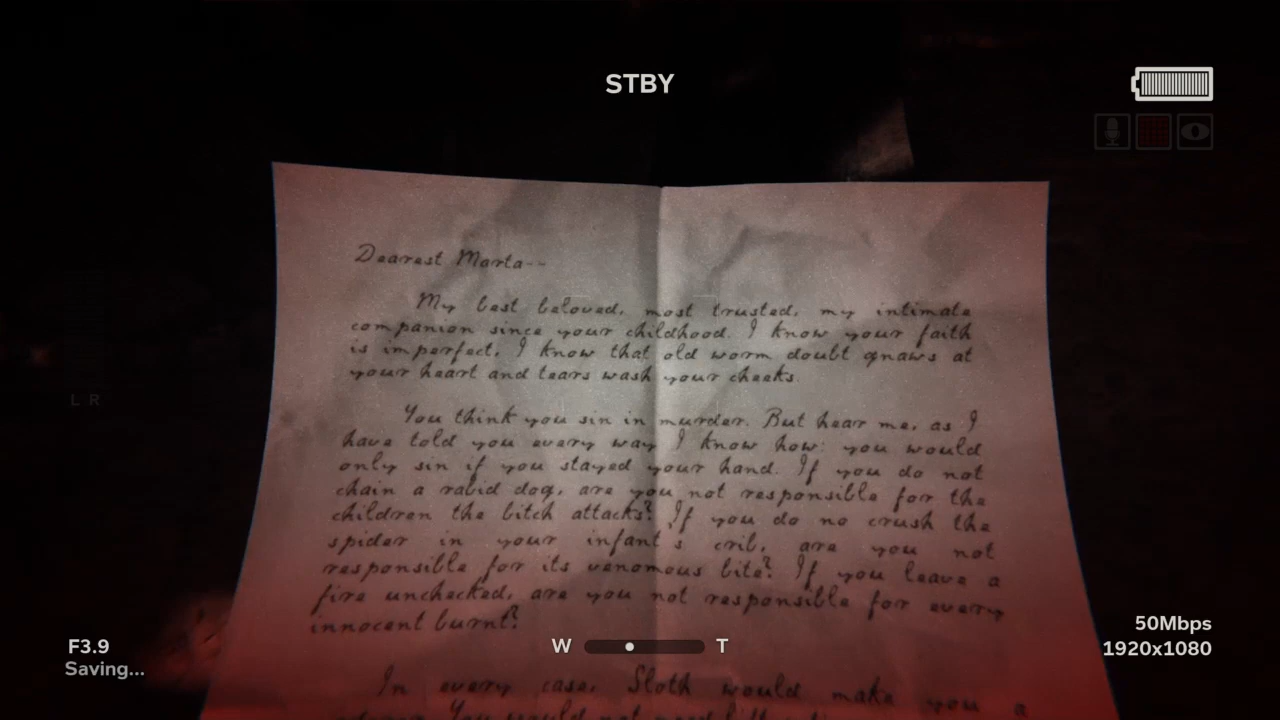 STBY
Dearest Marta--
My best beloved, most trusted, my intimate
companion since your childhood. I know your faith
is imperfect. I know that old worm doubt gnaws at
your heart and tears wash your cheeks.
L R
You think you sin in murder. But hear me, as I
have told you every way I know how: you would
only sin if you stayed your hand. If you do not
chain a rabid dog, are you not responsible for the
children the bitch attacks? If you do no crush the
spider in your infant's crib, are you not
responsible for its venomous bite? If you leave a
fire unchecked, are you not responsible for every
innocent burnt?
In every case, Sloth would make you a
You would not
F3.9
Saving...
W T
50Mbps
1920x1080